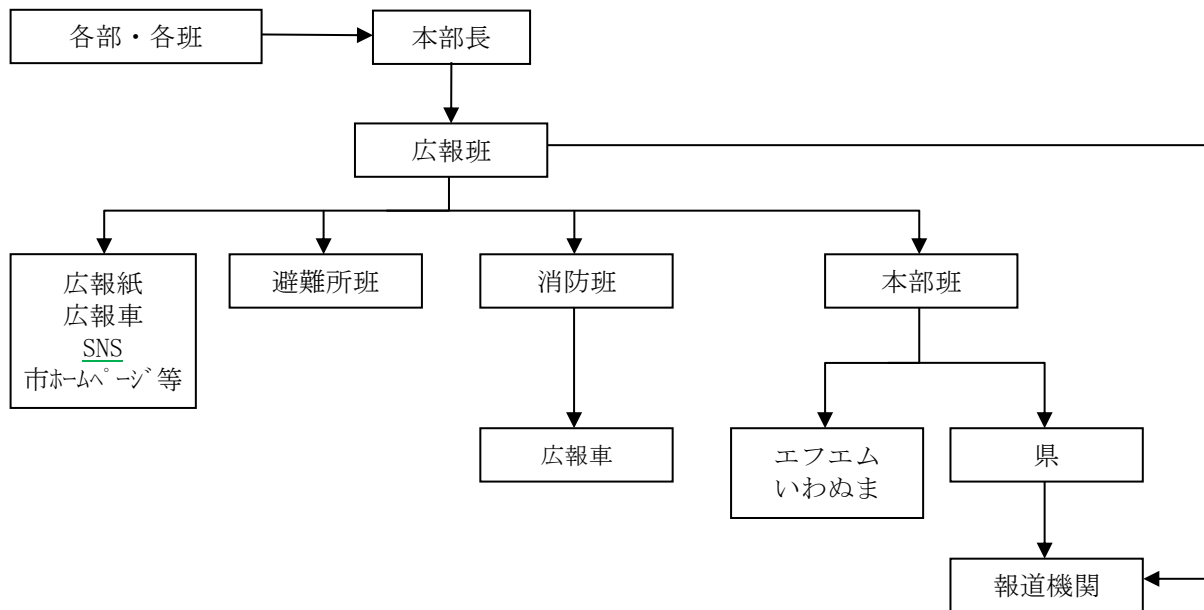 各部・各班
本部長
広報班
広報紙
広報車
SNS
市ﾎｰﾑﾍﾟｰｼﾞ等
避難所班
消防班
本部班
広報車
エフエム
いわぬま
県
報道機関